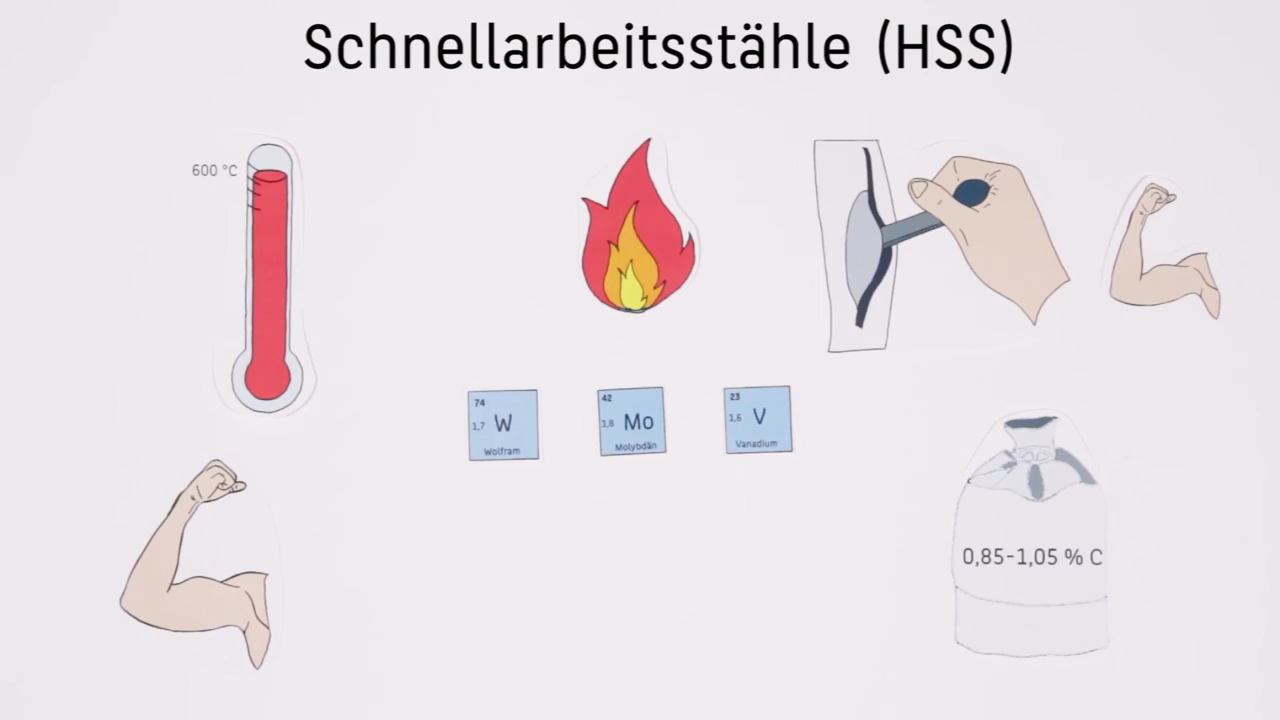 Schnellarbeitsstähle (HSS)
600 °C
74
1,7 W
Wolfram
42
1,8 Mo
Molybdän
23
1,6 V
Vanadium
0,85-1,05 % C